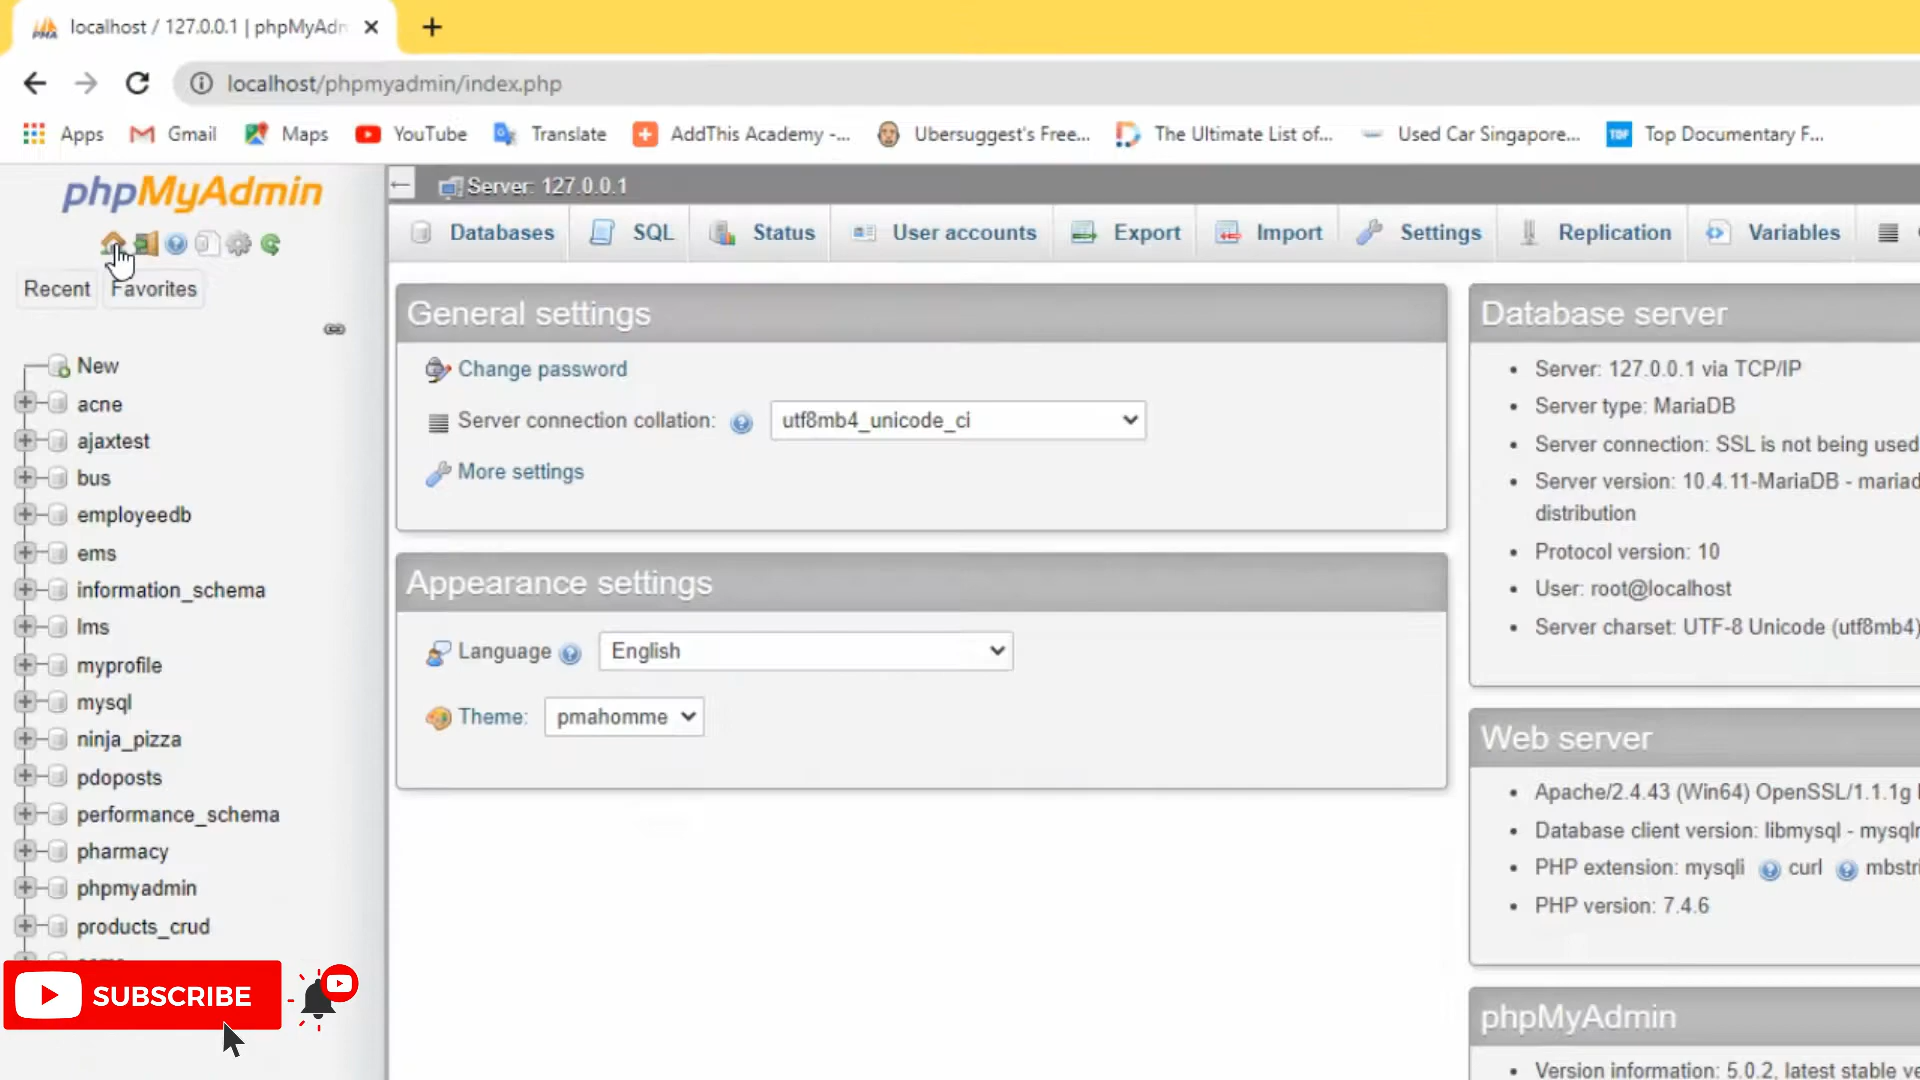 localhost / 127.0.0.1 | phpMyAdm
localhost/phpmyadmin/index.php
Apps Gmail Maps YouTube Translate AddThis Academy -... Ubersuggest's Free... The Ultimate List of... Used Car Singapore... TDF Top Documentary F...
phpMyAdmin
Recent Favorites
New
acne
ajaxtest
bus
employeedb
ems
information_schema
lms
myprofile
mysql
ninja_pizza
pdoposts
performance_schema
pharmacy
phpmyadmin
products_crud
SUBSCRIBE
Server: 127.0.0.1
Databases SQL Status User accounts Export Import Settings Replication Variables
General settings
Change password
Server connection collation: utf8mb4_unicode_ci
More settings
Appearance settings
Language English
Theme: pmahomme
Database server
Server: 127.0.0.1 via TCP/IP
Server type: MariaDB
Server connection: SSL is not being used
Server version: 10.4.11-MariaDB - mariad
distribution
Protocol version: 10
User: root@localhost
Server charset: UTF-8 Unicode (utf8mb4)
Web server
Apache/2.4.43 (Win64) OpenSSL/1.1.1g
Database client version: libmysql - mysqln
PHP extension: mysqli curl mbstri
PHP version: 7.4.6
phpMyAdmin
Version information: 5.0.2, latest stable ve